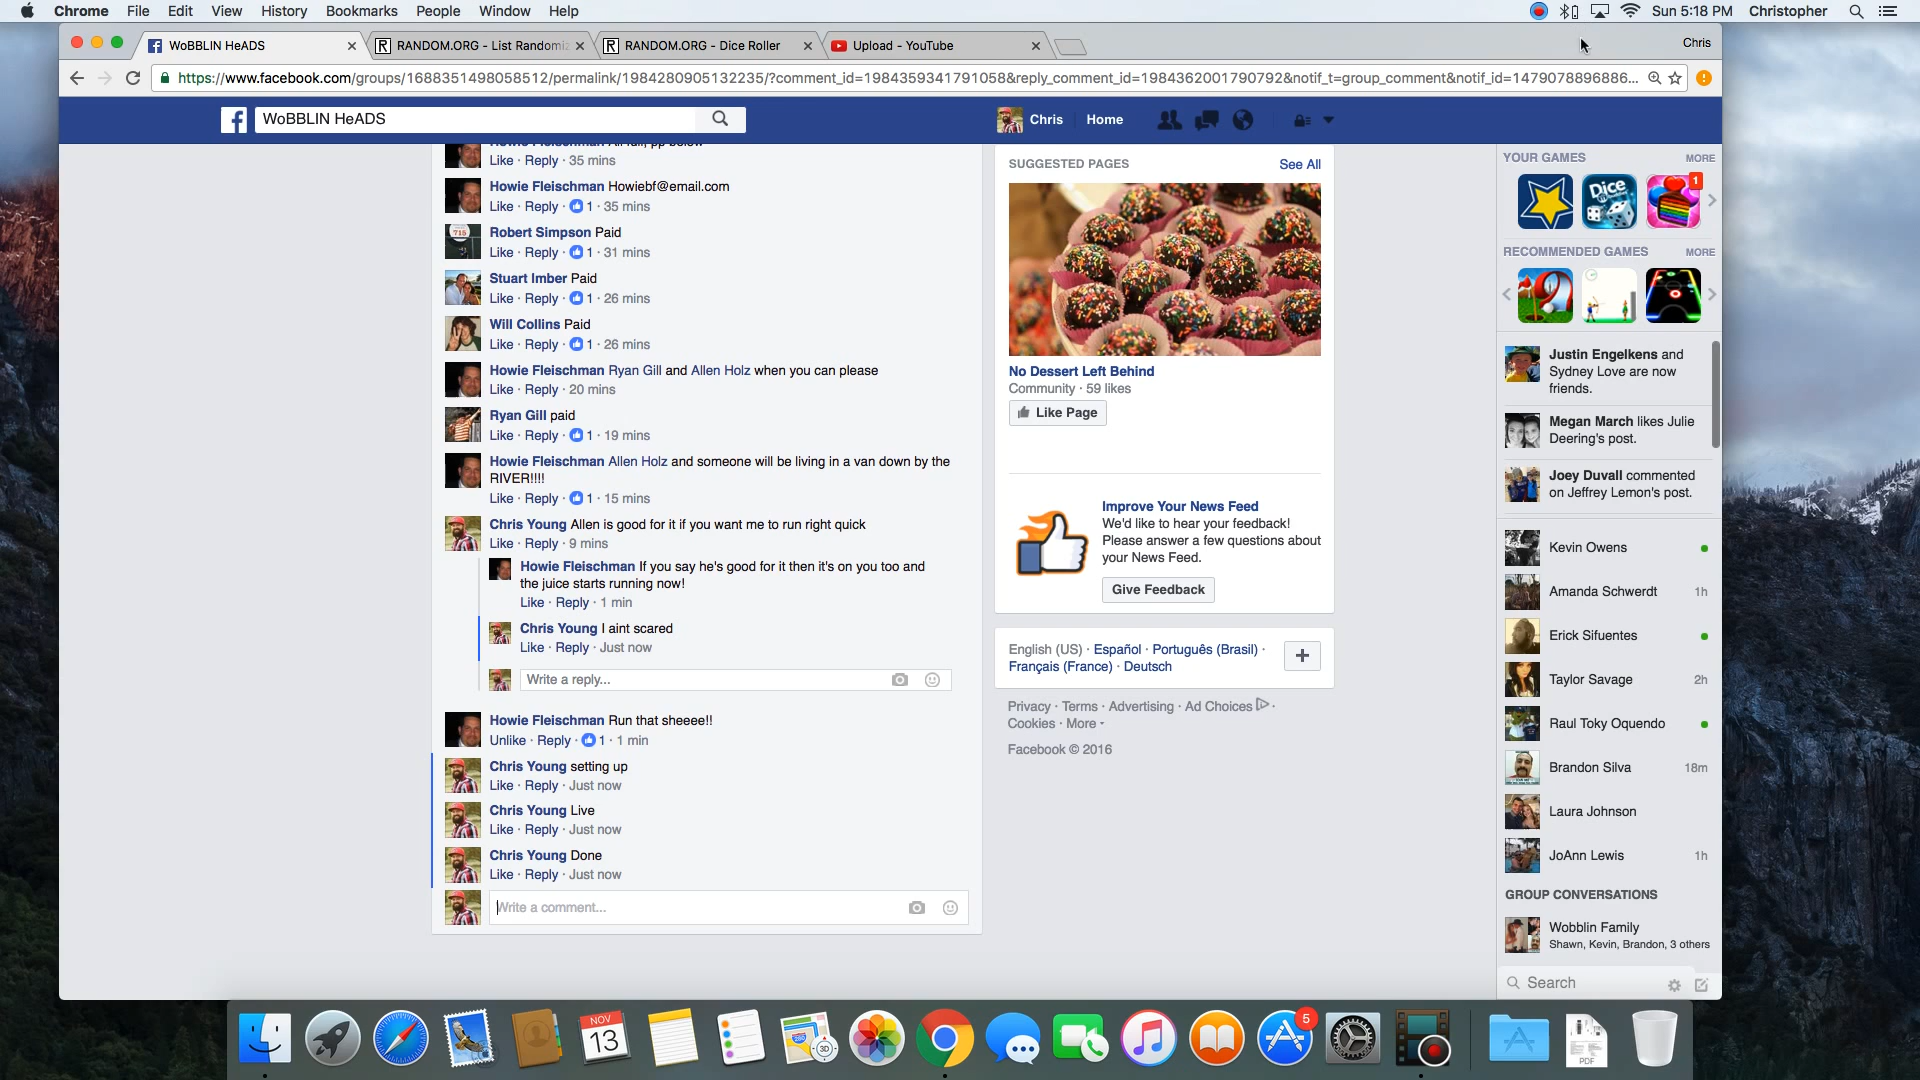 Chrome File Edit View History Bookmarks People Window Help
Sun 5:18 PM Christopher
WoBBLIN HeADS
RANDOM.ORG - List Randomiz
RANDOM.ORG - Dice Roller
Upload - YouTube
Chris
https://www.facebook.com/groups/1688351498058512/permalink/1984280905132235/?comment_id=1984359341791058&reply_comment_id=1984362001790792&notif_t=group_comment&notif_id=1479078896886...
WoBBLIN HeADS
Chris Home
Like · Reply · 35 mins
Howie Fleischman Howiebf@email.com
Like · Reply · 1 · 35 mins
Robert Simpson Paid
Like · Reply · 1 · 31 mins
Stuart Imber Paid
Like · Reply · 1 · 26 mins
Will Collins Paid
Like · Reply · 1 · 26 mins
Howie Fleischman Ryan Gill and Allen Holz when you can please
Like · Reply · 20 mins
Ryan Gill paid
Like · Reply · 1 · 19 mins
Howie Fleischman Allen Holz and someone will be living in a van down by the
RIVER!!!!
Like · Reply · 1 · 15 mins
Chris Young Allen is good for it if you want me to run right quick
Like · Reply · 9 mins
Howie Fleischman If you say he's good for it then it's on you too and
the juice starts running now!
Like · Reply · 1 min
Chris Young I aint scared
Like · Reply · Just now
Write a reply...
Howie Fleischman Run that sheeee!!
Unlike · Reply · 1 · 1 min
Chris Young setting up
Like · Reply · Just now
Chris Young Live
Like · Reply · Just now
Chris Young Done
Like · Reply · Just now
Write a comment...
SUGGESTED PAGES
See All
No Dessert Left Behind
Community · 59 likes
Like Page
Improve Your News Feed
We'd like to hear your feedback!
Please answer a few questions about
your News Feed.
Give Feedback
English (US) · Español · Português (Brasil) ·
Français (France) · Deutsch
+
Privacy · Terms · Advertising · Ad Choices ·
Cookies · More
Facebook © 2016
YOUR GAMES MORE
Dice
1
RECOMMENDED GAMES MORE
Justin Engelkens and
Sydney Love are now
friends.
Megan March likes Julie
Deering's post.
Joey Duvall commented
on Jeffrey Lemon's post.
Kevin Owens
Amanda Schwerdt 1h
Erick Sifuentes
Taylor Savage 2h
Raul Toky Oquendo
Brandon Silva 18m
Laura Johnson
JoAnn Lewis 1h
GROUP CONVERSATIONS
Wobblin Family
Shawn, Kevin, Brandon, 3 others
Search
NOV
13
3D
5
PDF